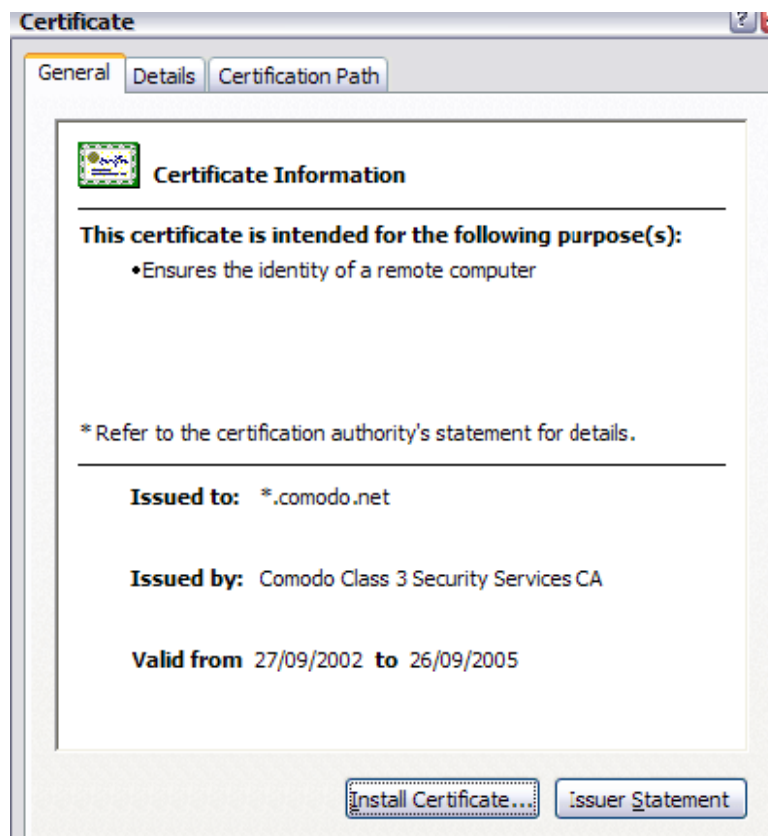 Certificate
General Details Certification Path
Certificate Information
This certificate is intended for the following purpose(s):
•Ensures the identity of a remote computer
* Refer to the certification authority's statement for details.
Issued to: *.comodo.net
Issued by: Comodo Class 3 Security Services CA
Valid from 27/09/2002 to 26/09/2005
Install Certificate... Issuer Statement